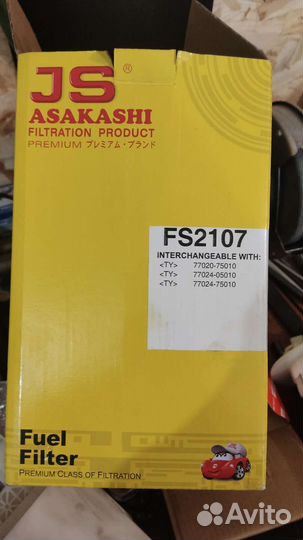 JS®
ASAKASHI
FILTRATION PRODUCT
PREMIUM プレミアム・ブランド
FS2107
INTERCHANGEABLE WITH:
<TY> 77020-75010
<TY> 77024-05010
<TY> 77024-75010
Fuel
Filter
PREMIUM CLASS OF FILTRATION
Avito